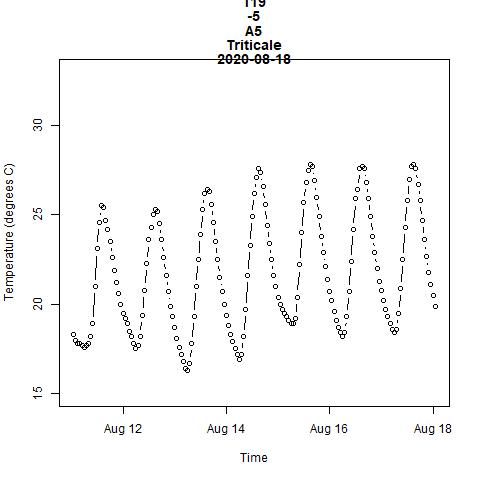 T19
-5
A5
Triticale
2020-08-18
Temperature (degrees C)
30
25
20
15
Aug 12
Aug 14
Aug 16
Aug 18
Time